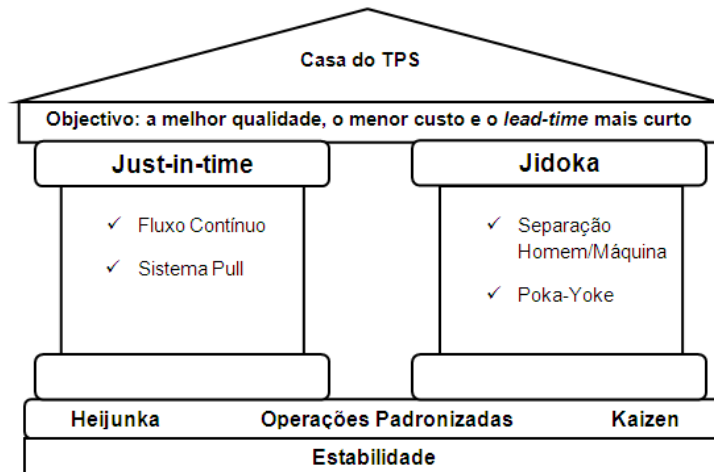 Casa do TPS
Objectivo: a melhor qualidade, o menor custo e o lead-time mais curto
Just-in-time
✓ Fluxo Contínuo
✓ Sistema Pull
Jidoka
✓ Separação
Homem/Máquina
✓ Poka-Yoke
Heijunka Operações Padronizadas Kaizen
Estabilidade